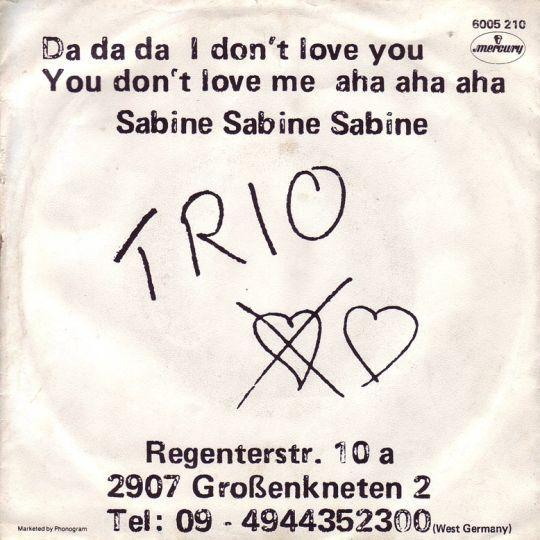 6005 210
mercury
Da da da I don't love you
You don't love me aha aha aha
Sabine Sabine Sabine
TRIO
Regenterstr. 10 a
2907 Großenkneten 2
Tel: 09 - 4944352300 (West Germany)
Marketed by Phonogram